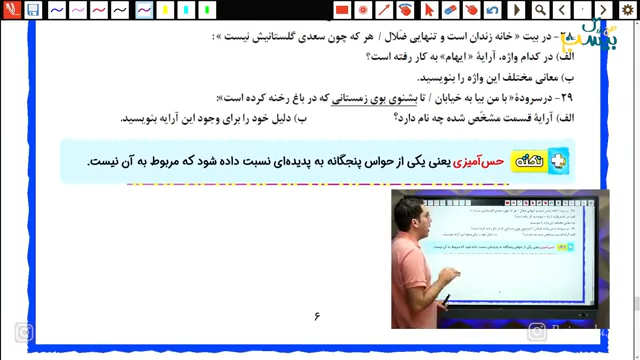 ۲۸- در بیت « خانه زندان است و تنهایی ضَلال / هر که چون سعدی گلستانیش نیست »:
الف) در کدام واژه، آرایهٔ «ایهام» به کار رفته است؟
ب) معانی مختلف این واژه را بنویسید.
۲۹- درسرودهٔ «با من بیا به خیابان / تا بشنوی بوی زمستانی که در باغ رخنه کرده است»:
الف) آرایهٔ قسمت مشخّص شده چه نام دارد؟ ب) دلیل خود را برای وجود این آرایه بنویسید.
نکته حس‌آمیزی یعنی یکی از حواس پنجگانه به پدیده‌ای نسبت داده شود که مربوط به آن نیست.
۶